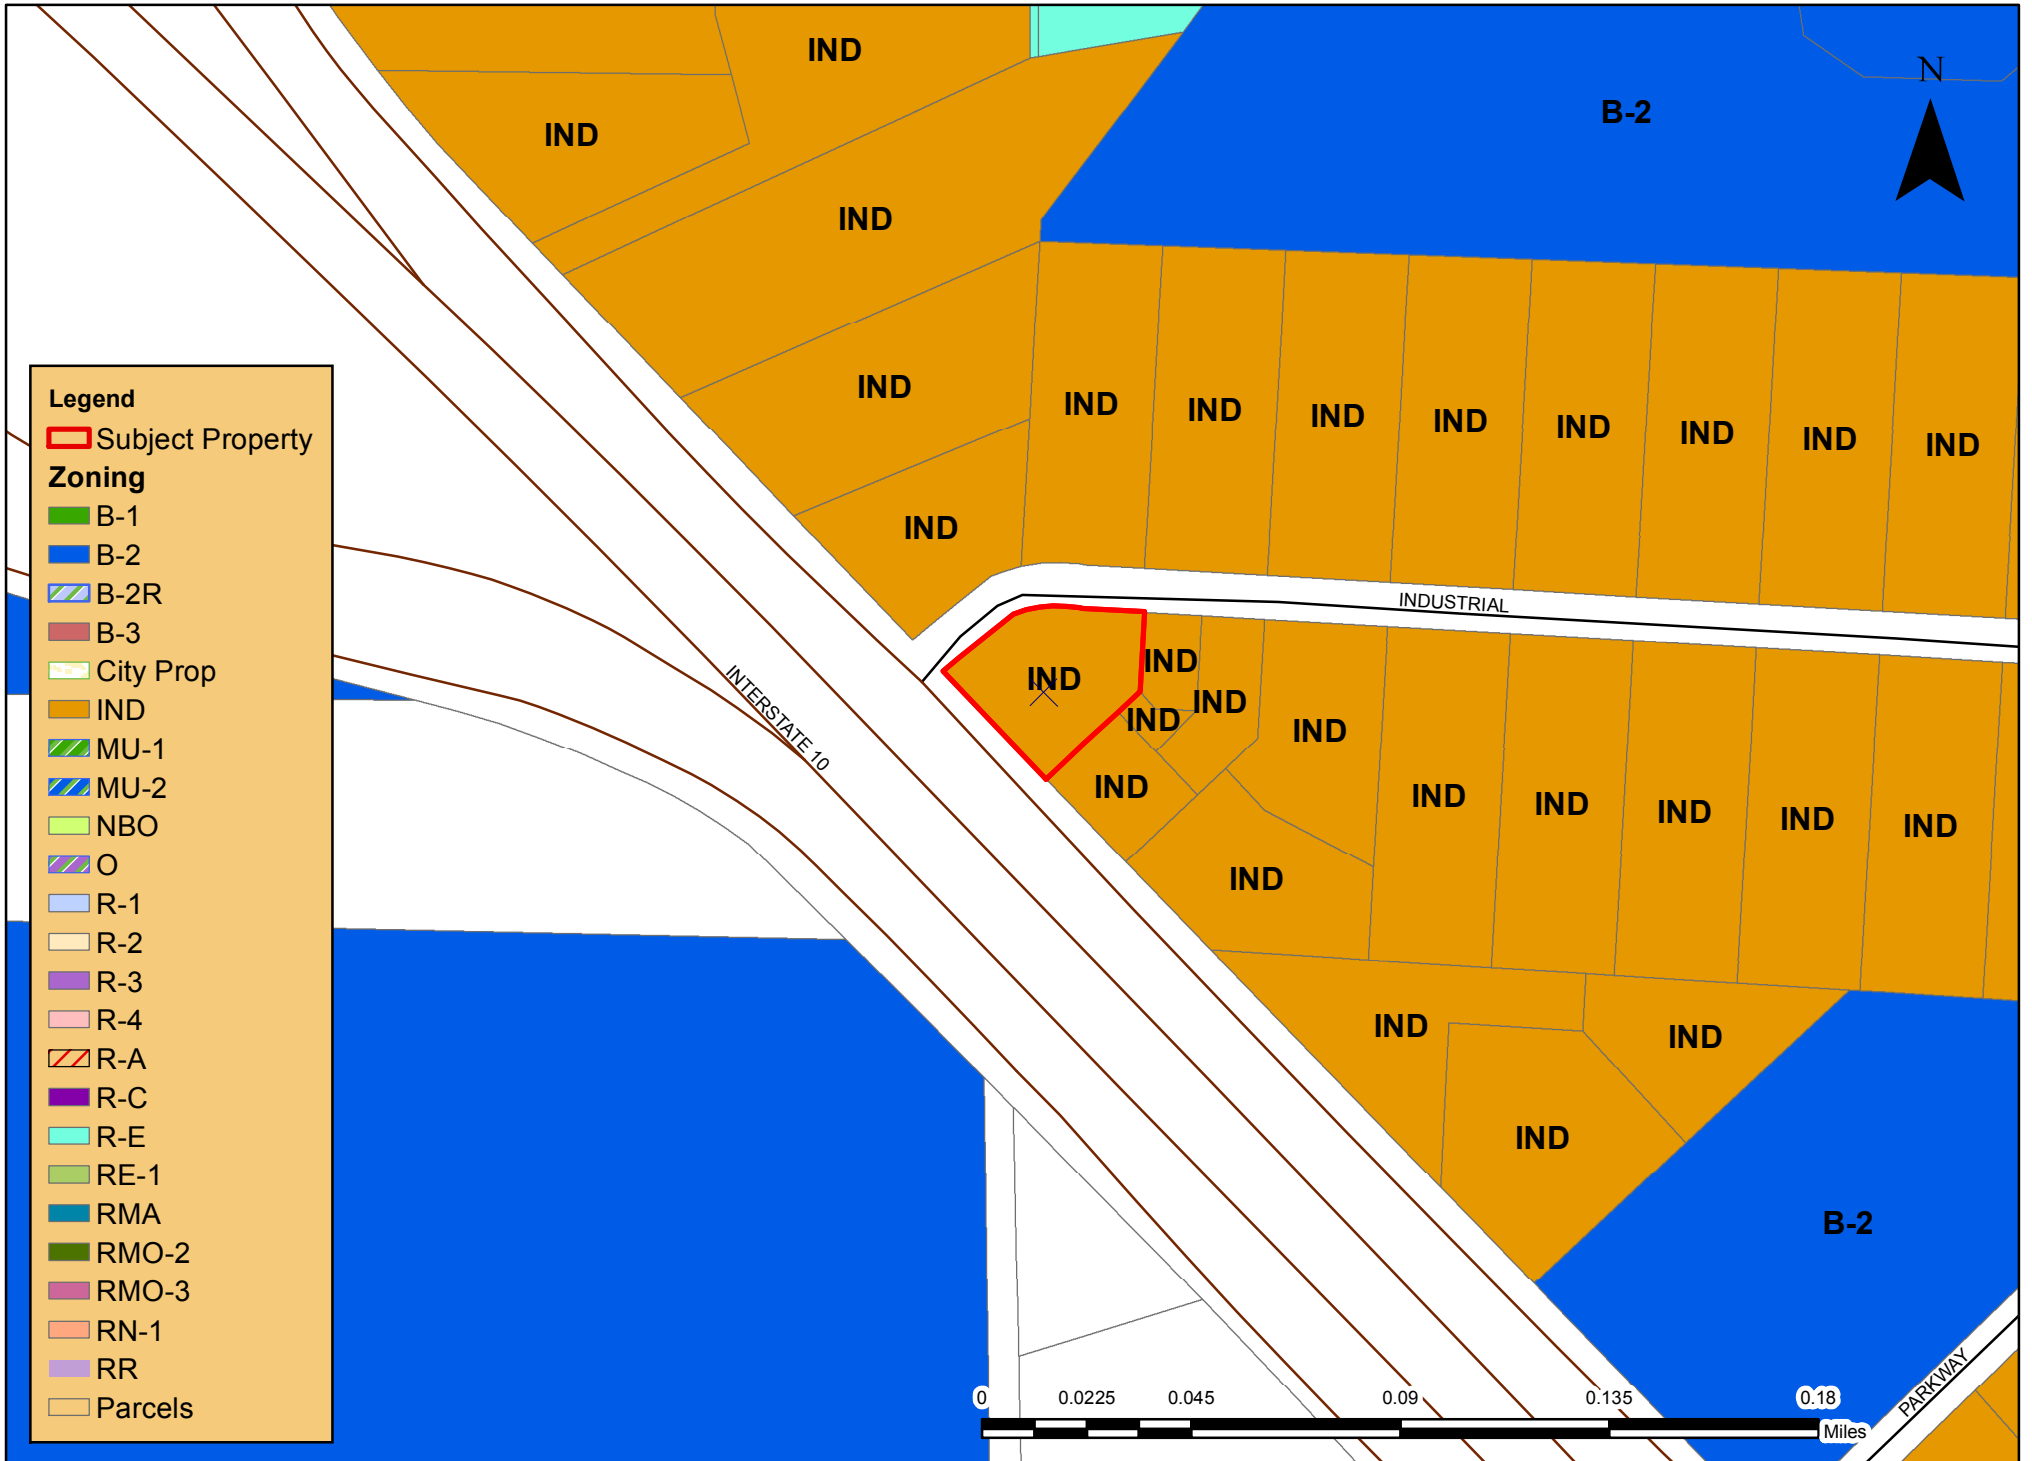 IND
N
B-2
IND
IND
Legend
Subject Property
Zoning
B-1
B-2
B-2R
B-3
City Prop
IND
MU-1
MU-2
NBO
O
R-1
R-2
R-3
R-4
R-A
R-C
R-E
RE-1
RMA
RMO-2
RMO-3
RN-1
RR
Parcels
IND
IND
IND
IND
IND
IND
IND
IND
IND
IND
IND
INDUSTRIAL
IND
IND
IND
IND
IND
IND
INTERSTATE 10
IND
IND
IND
IND
IND
IND
IND
IND
IND
IND
B-2
PARKWAY
0 0.0225 0.045 0.09 0.135 0.18
Miles